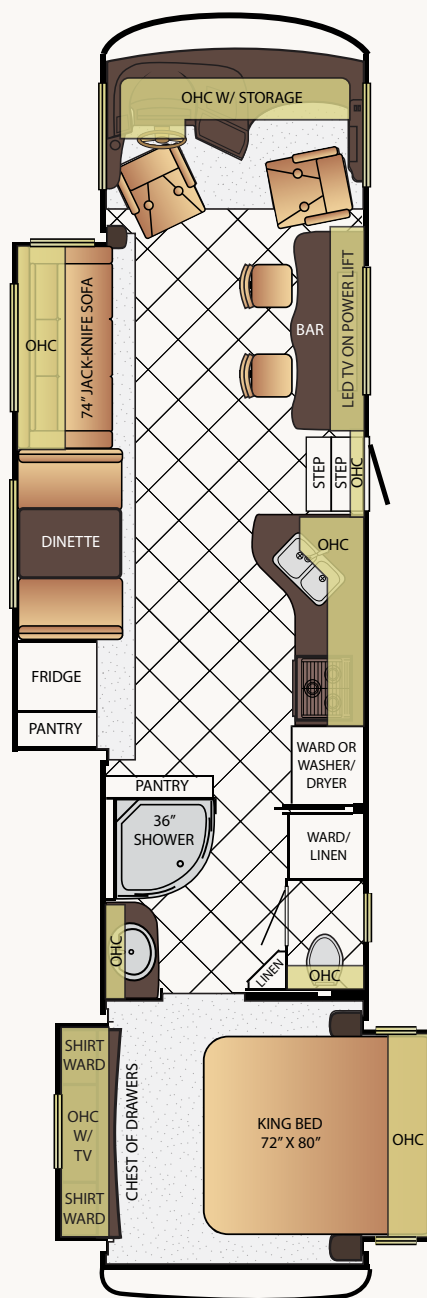 OHC W/ STORAGE
OHC
74” JACK-KNIFE SOFA
BAR
LED TV ON POWER LIFT
STEP
STEP
OHC
DINETTE
OHC
FRIDGE
PANTRY
WARD OR
WASHER/
DRYER
PANTRY
36”
SHOWER
WARD/
LINEN
OHC
LINEN
OHC
SHIRT
WARD
OHC
W/
TV
SHIRT
WARD
CHEST OF DRAWERS
KING BED
72” X 80”
OHC